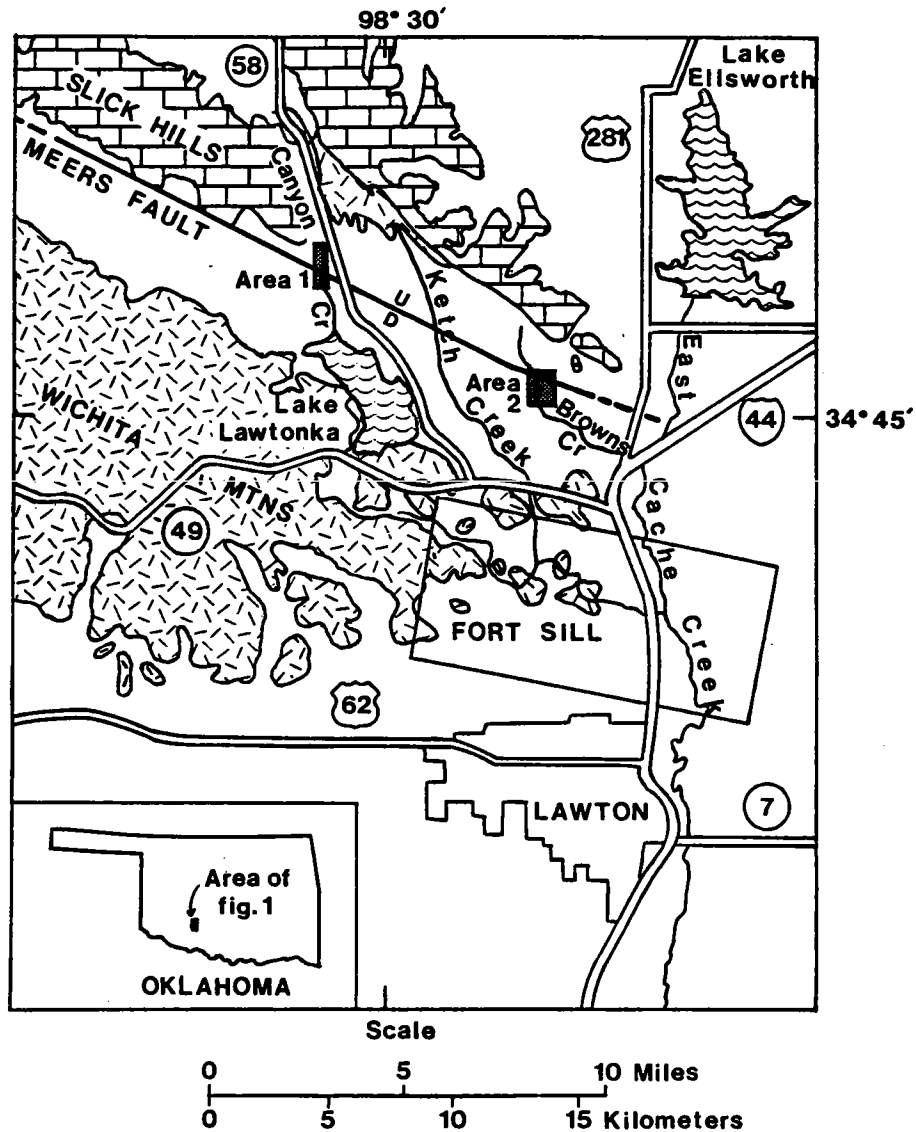 98° 30'
58
Lake
Ellsworth
SLICK HILLS
281
MEERS FAULT
Canyon
Area 1
Cr
U
D
Ketch
Creek
East
Area
2
Browns
Cr
44
34° 45'
WICHITA
Lake
Lawtonka
MTNS
49
Cache
Creek
FORT SILL
62
LAWTON
7
Area of
fig. 1
OKLAHOMA
Scale
0 5 10 Miles
0 5 10 15 Kilometers